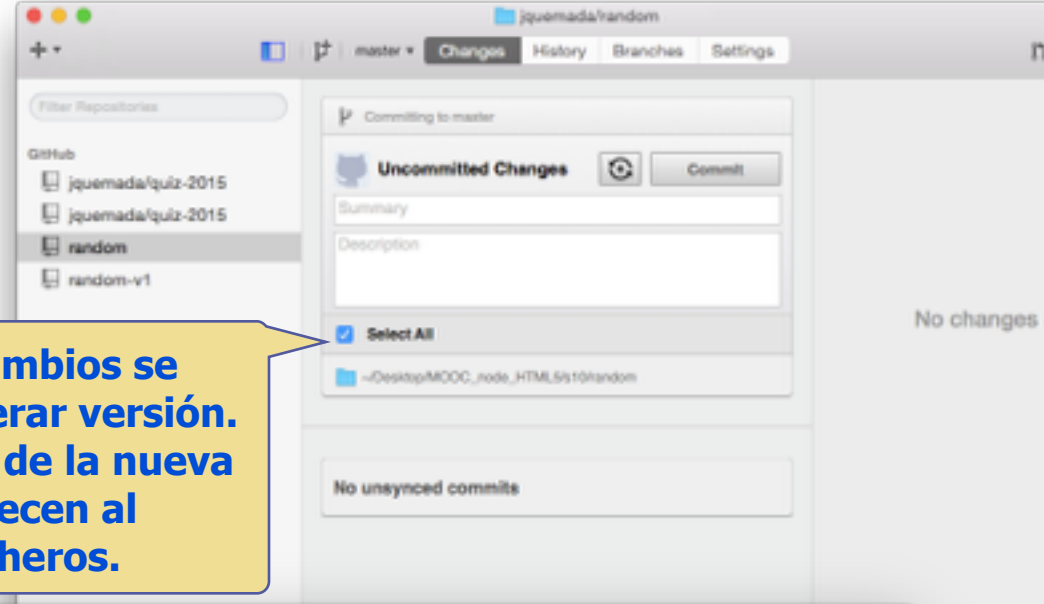 jquemada/random
master Changes History Branches Settings
Filter Repositories
Committing to master
GitHub
Uncommitted Changes Commit
jquemada/quiz-2015
Summary
jquemada/quiz-2015
Description
random
random-v1
No changes
Select All
~/Desktop/MOOC_node_HTML5/s10/random
mbios se
erar versión.
de la nueva
ecen al
heros.
No unsynced commits